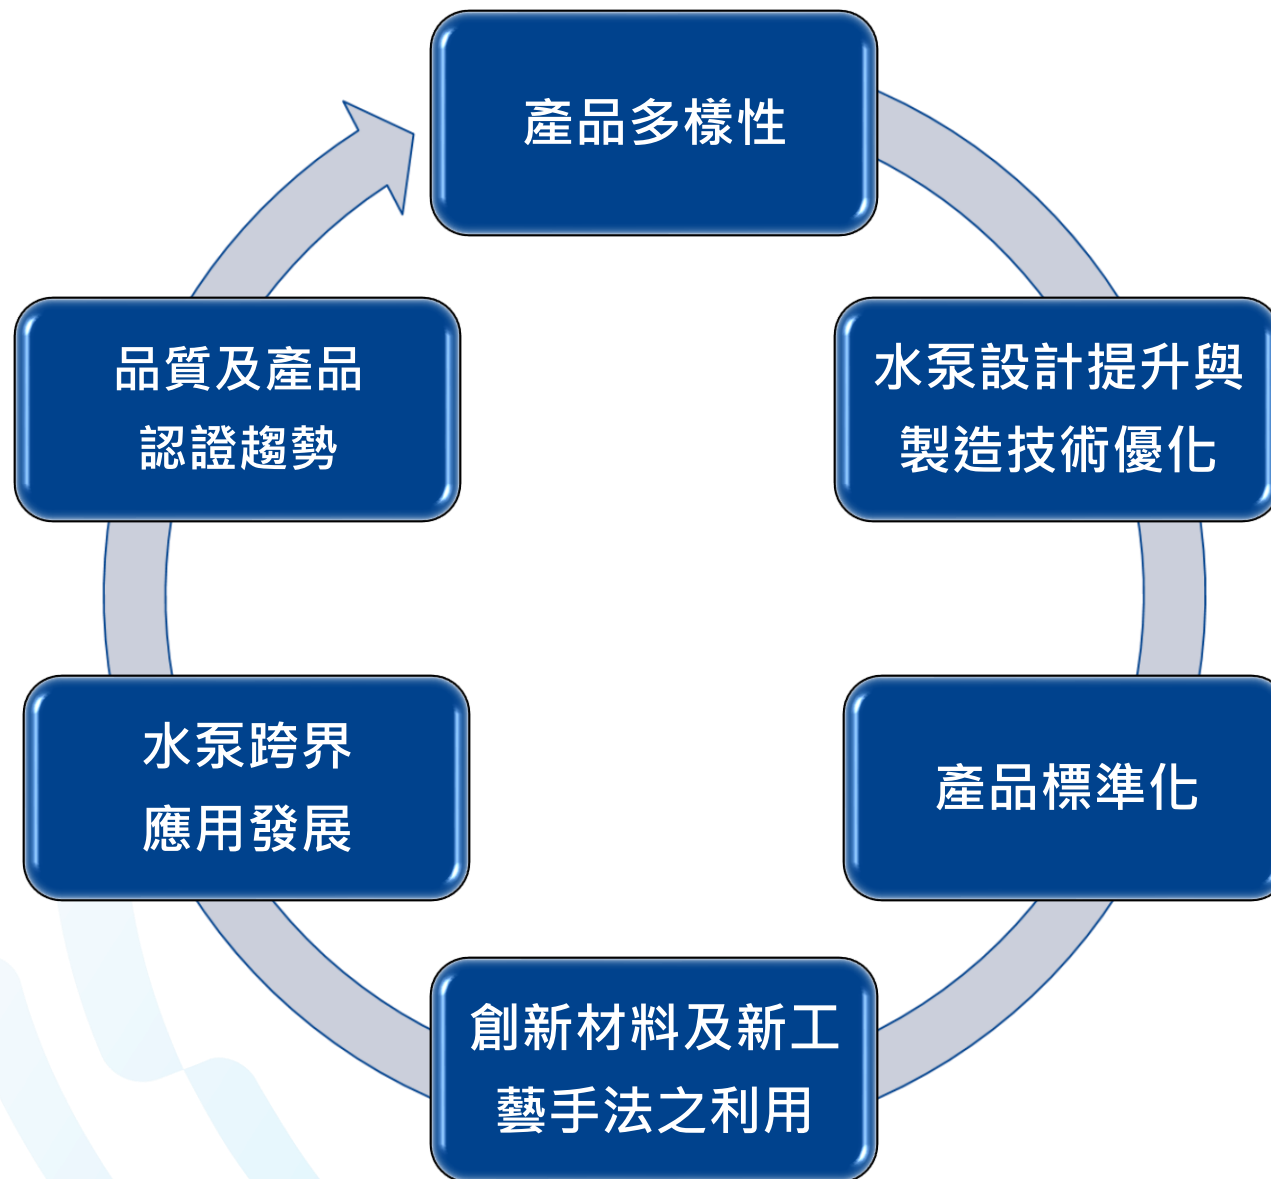 產品多樣性
水泵設計提升與
製造技術優化
產品標準化
創新材料及新工
藝手法之利用
水泵跨界
應用發展
品質及產品
認證趨勢